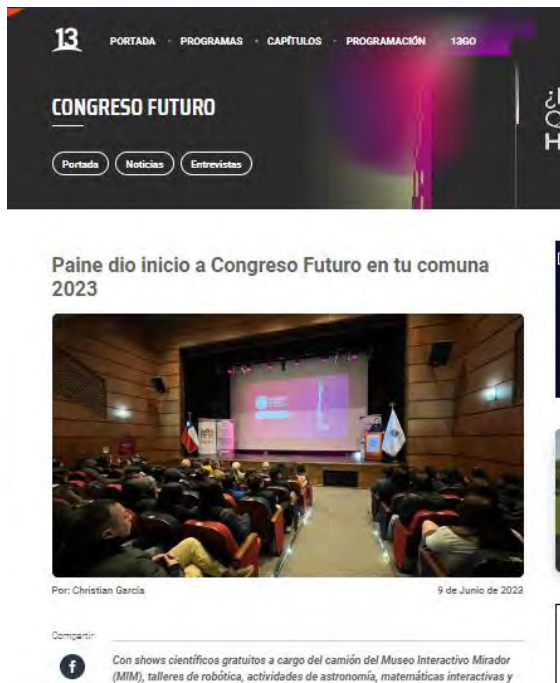 13 PORTADA · PROGRAMAS · CAPÍTULOS · PROGRAMACIÓN 13GO
CONGRESO FUTURO
Portada Noticias Entrevistas
Paine dio inicio a Congreso Futuro en tu comuna
2023
Por: Christian García 9 de Junio de 2023
Compartir
f
Con shows científicos gratuitos a cargo del camión del Museo Interactivo Mirador
(MIM), talleres de robótica, actividades de astronomía, matemáticas interactivas y